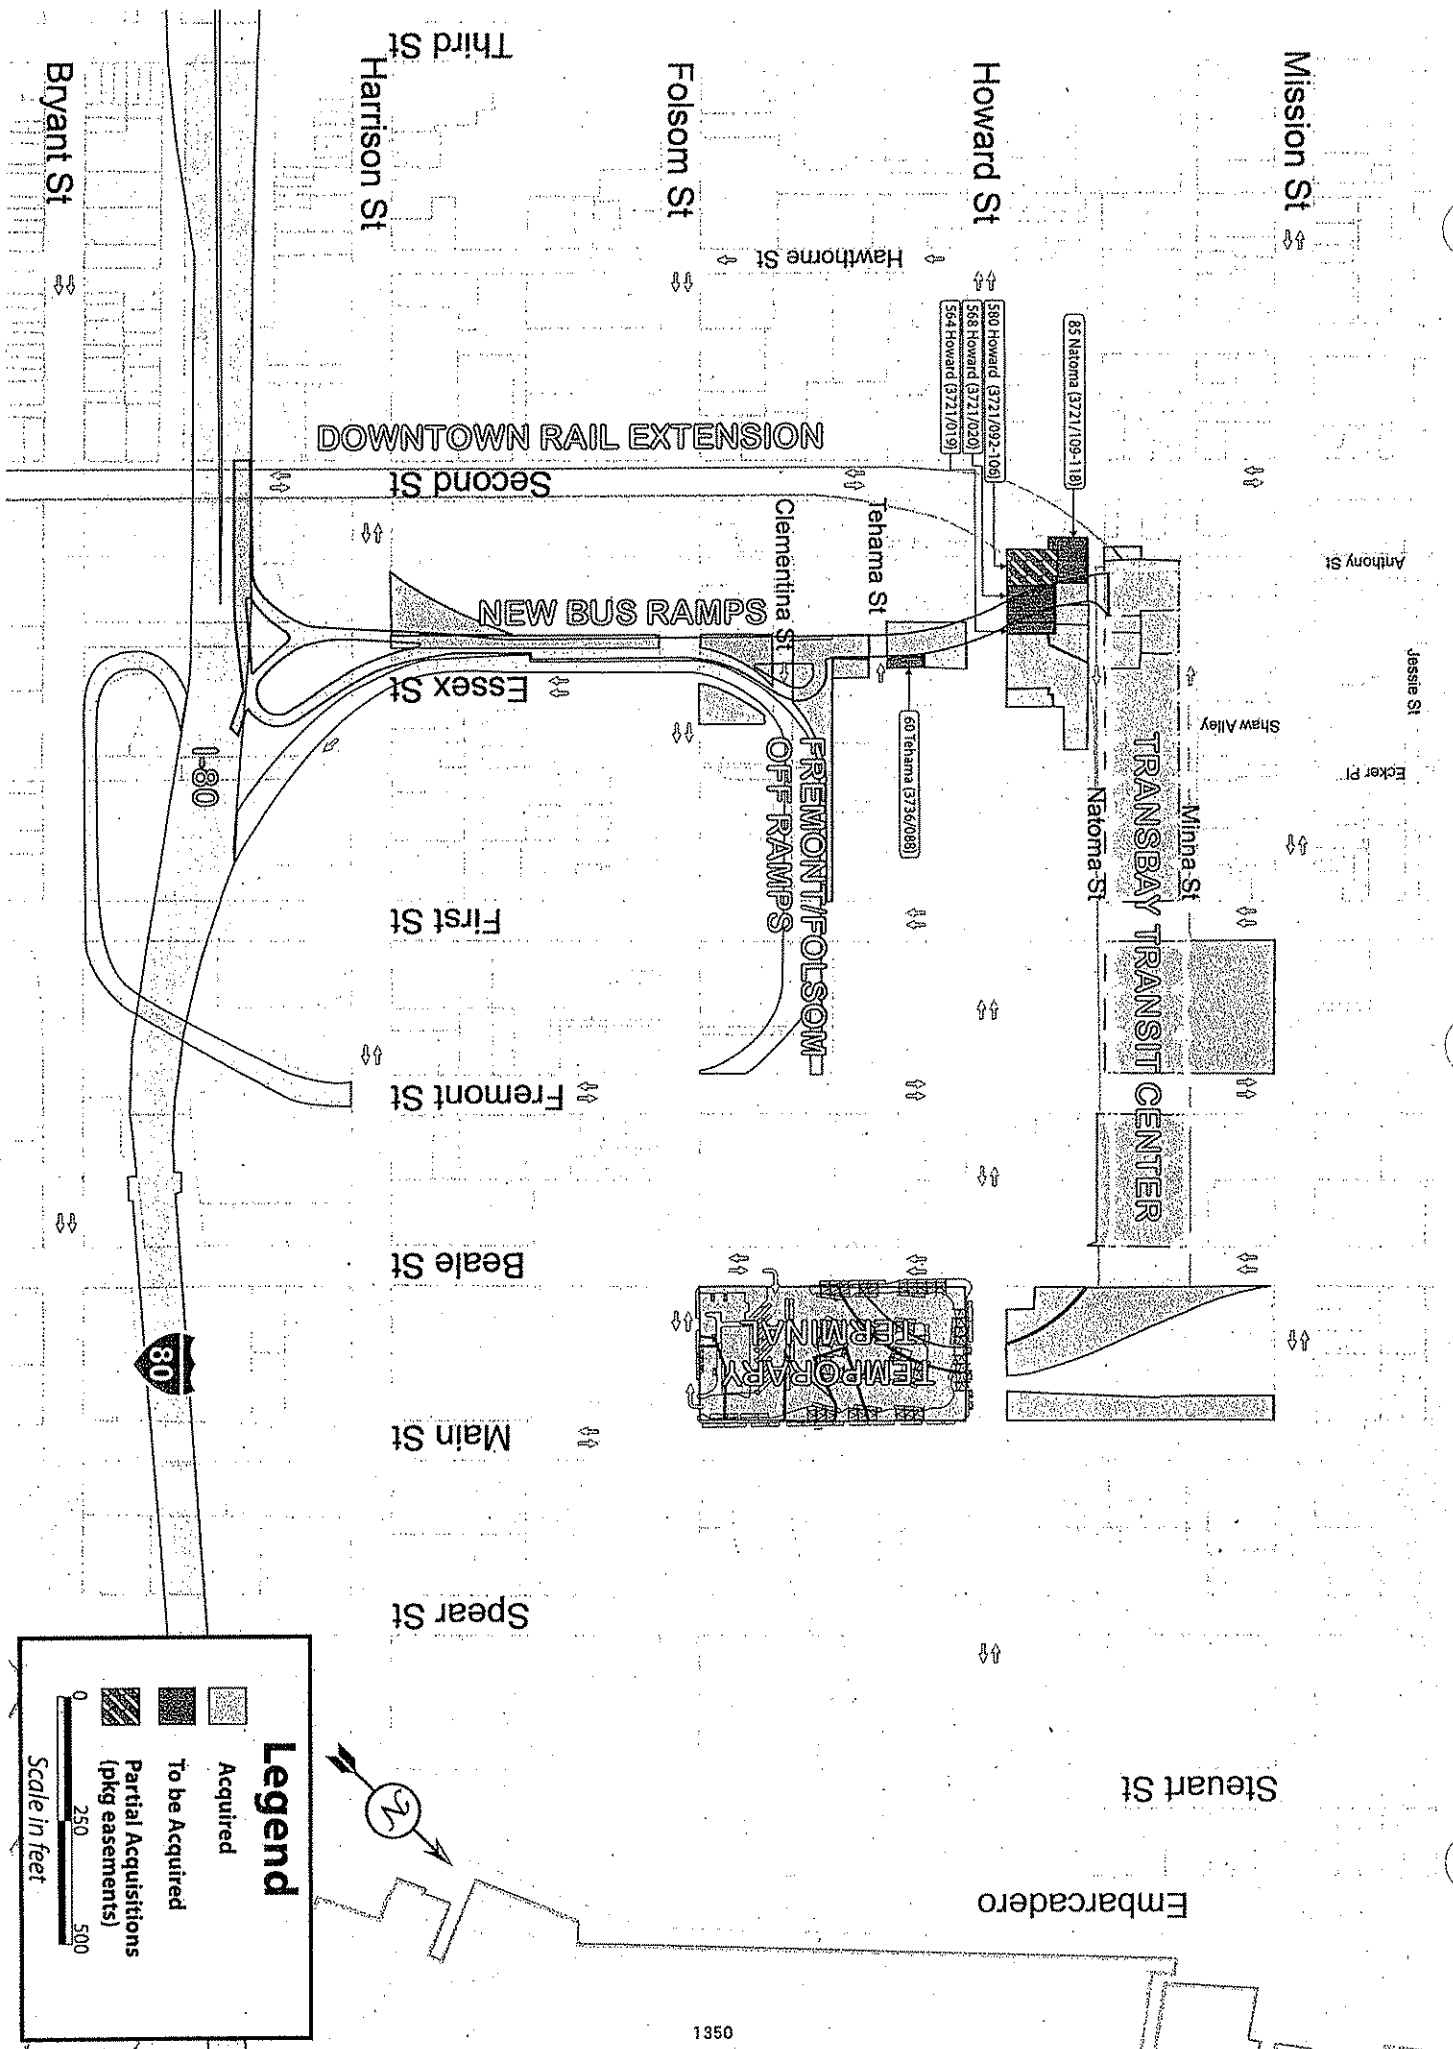 Mission St
Howard St
Folsom St
Harrison St
Bryant St
Third St
Hawthorne St
85 Natoma (3721/109-118)
580 Howard (3721/092-106)
568 Howard (3721/020)
564 Howard (3721/019)
DOWNTOWN RAIL EXTENSION
Second St
Anthony St
Jessie St
Shaw Alley
Ecker Pl
Tehama St
Clementina St
NEW BUS RAMPS
Essex St
60 Tehama (3736/088)
FREMONT/FOLSOM
OFF-RAMPS
TRANSBAY TRANSIT CENTER
Minna St
Natoma St
I-80
First St
Fremont St
Beale St
TEMPORARY
TERMINAL
80
Main St
Spear St
Steuart St
Embarcadero
N
Legend
Acquired
To be Acquired
Partial Acquisitions
(pkg easements)
0 250 500
Scale in feet
1350